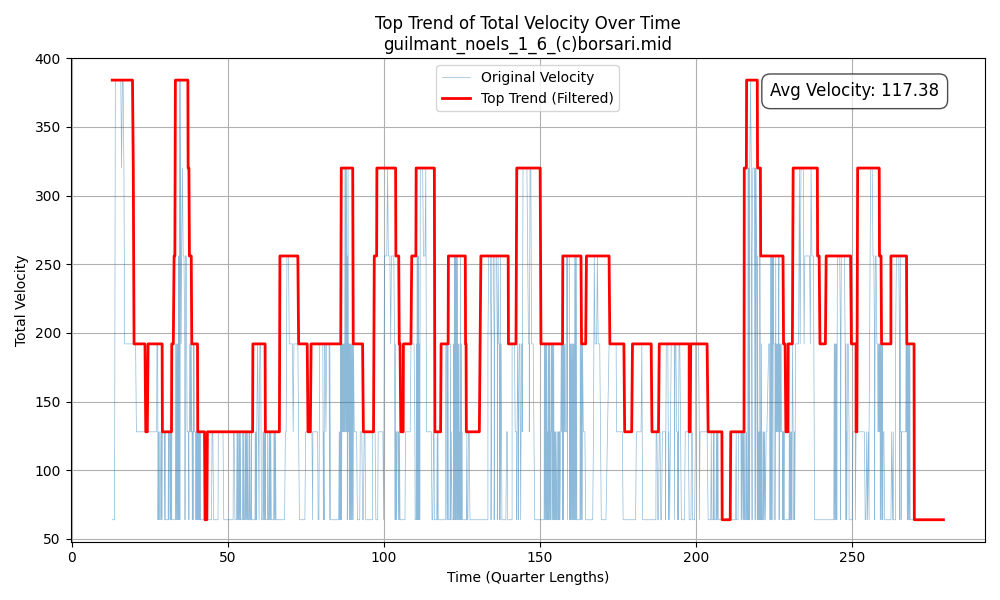 Top Trend of Total Velocity Over Time
guilmant_noels_1_6_(c)borsari.mid
Original Velocity
Top Trend (Filtered)
Avg Velocity: 117.38
Total Velocity
400
350
300
250
200
150
100
50
0
50
100
150
200
250
Time (Quarter Lengths)